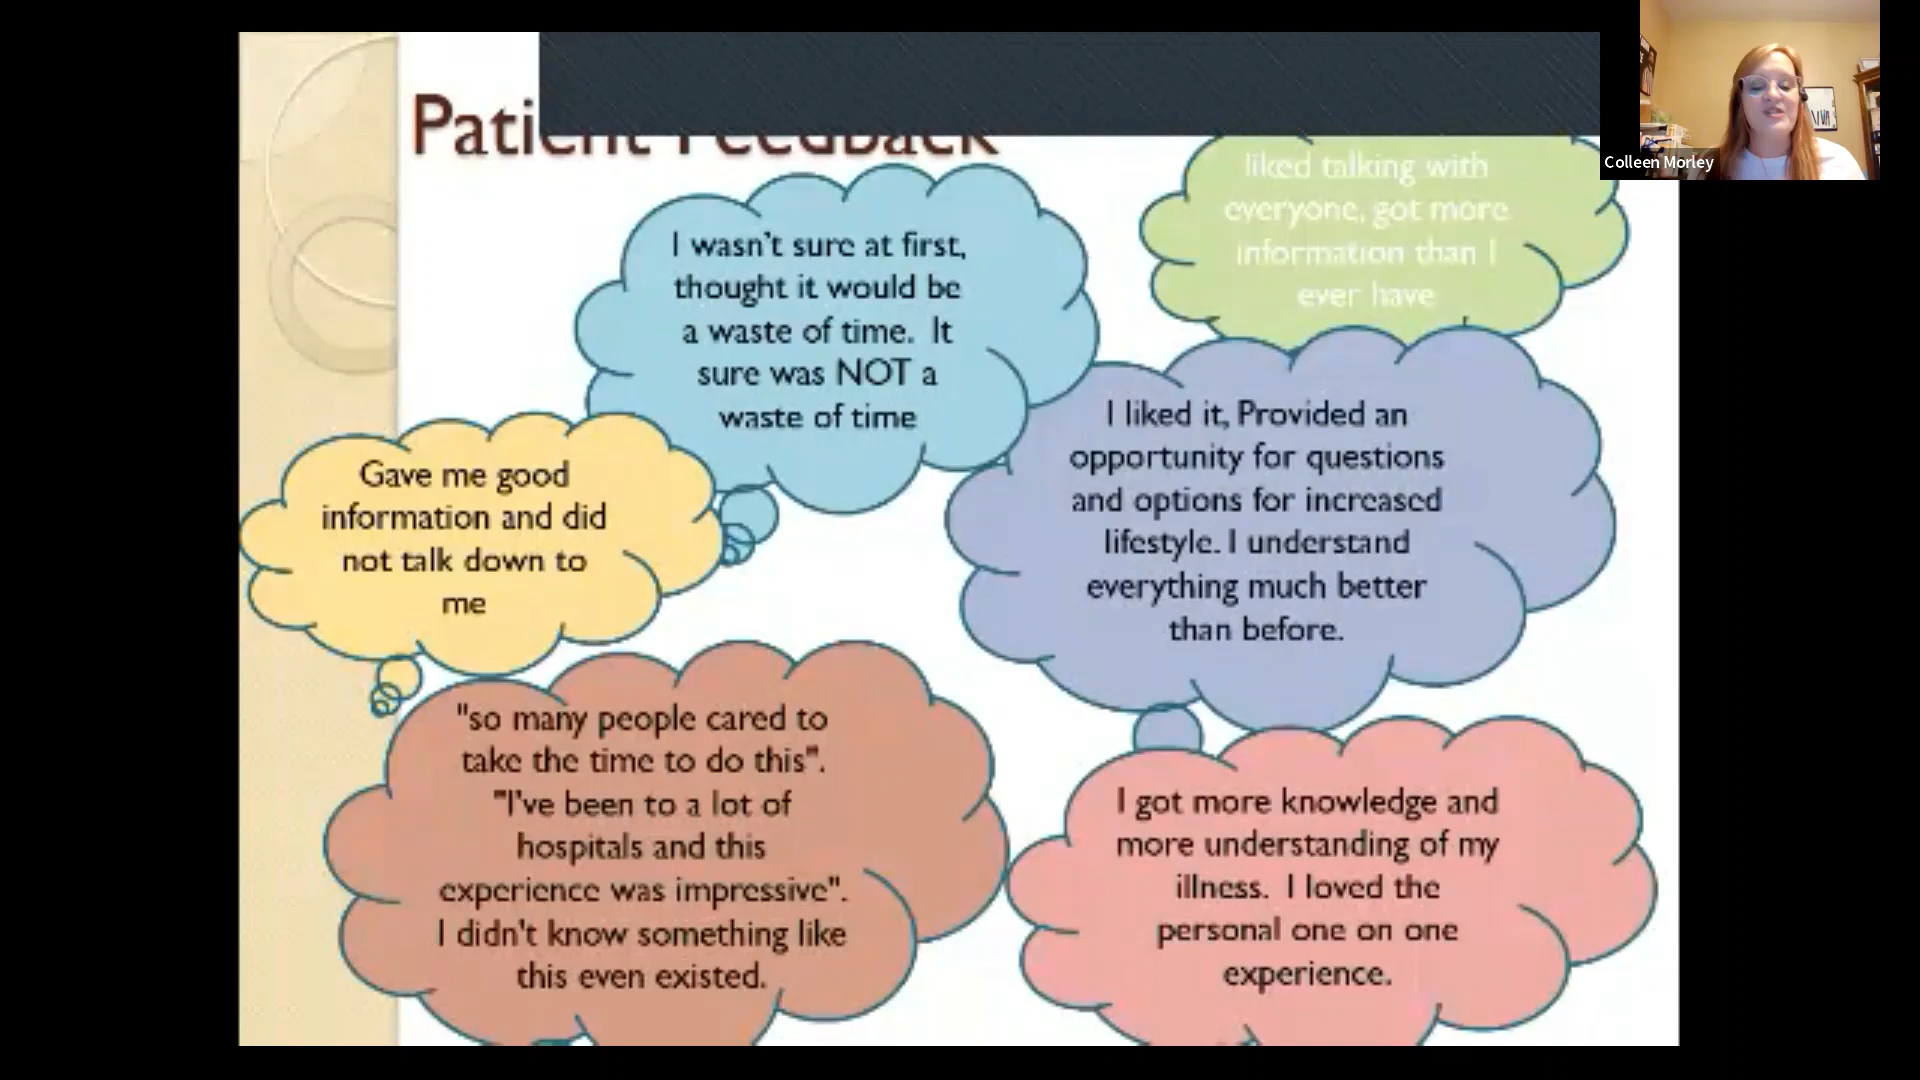 Patient Feedback
Colleen Morley
liked talking with
everyone, got more
information than I
ever have
I wasn't sure at first,
thought it would be
a waste of time. It
sure was NOT a
waste of time
I liked it, Provided an
opportunity for questions
and options for increased
lifestyle. I understand
everything much better
than before.
Gave me good
information and did
not talk down to
me
"so many people cared to
take the time to do this".
"I've been to a lot of
hospitals and this
experience was impressive".
I didn't know something like
this even existed.
I got more knowledge and
more understanding of my
illness. I loved the
personal one on one
experience.